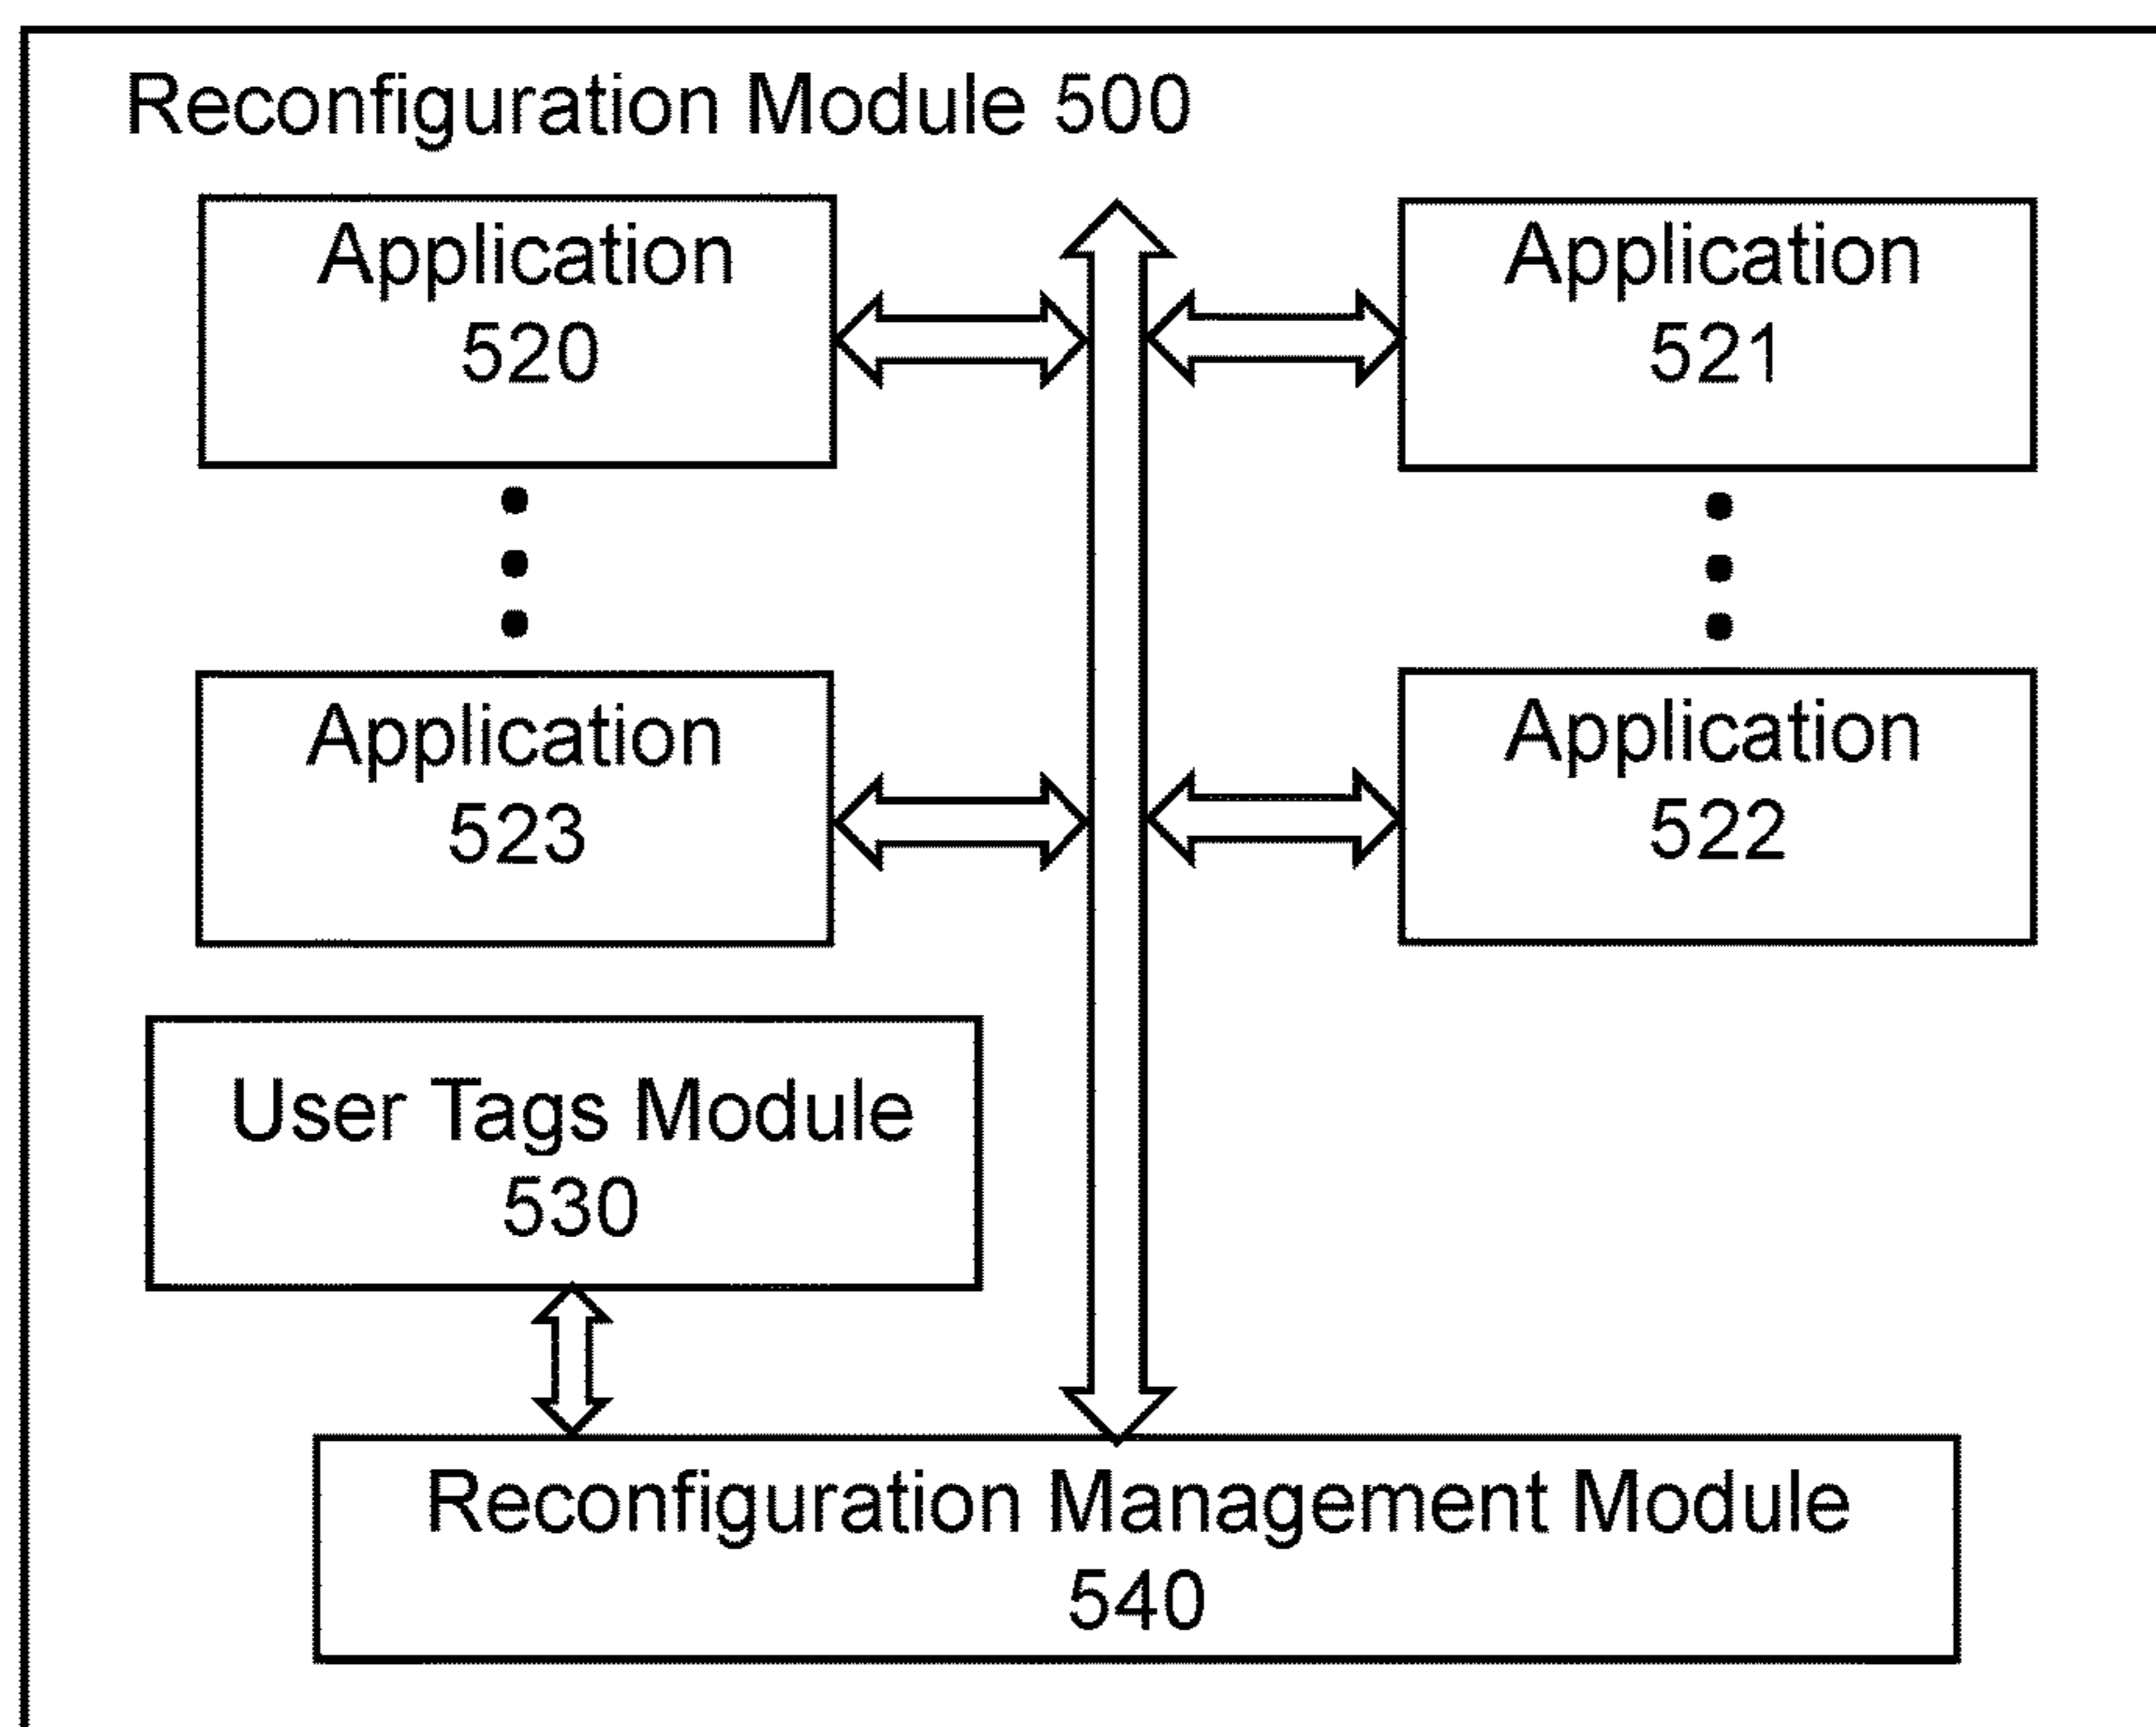 Reconfiguration Module 500
Application
520
Application
521
Application
523
Application
522
User Tags Module
530
Reconfiguration Management Module
540